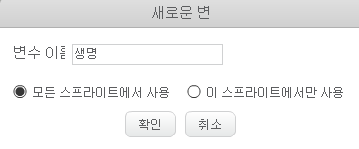 새로운 변
변수 이름 생명
모든 스프라이트에서 사용 이 스프라이트에서만 사용
확인 취소